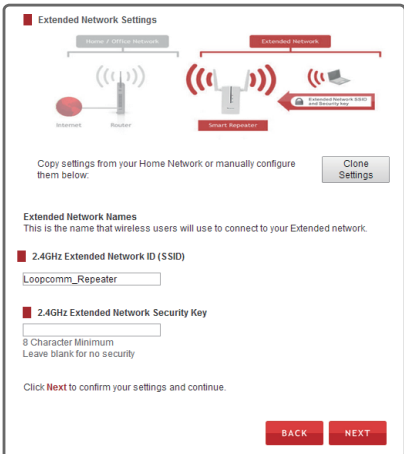 Extended Network Settings
Home / Office Network
Extended Network
Extended Network SSID
and Security key
Internet
Router
Smart Repeater
Copy settings from your Home Network or manually configure
them below:
Clone
Settings
Extended Network Names
This is the name that wireless users will use to connect to your Extended network.
2.4GHz Extended Network ID (SSID)
Loopcomm_Repeater
2.4GHz Extended Network Security Key
8 Character Minimum
Leave blank for no security
Click Next to confirm your settings and continue.
BACK
NEXT